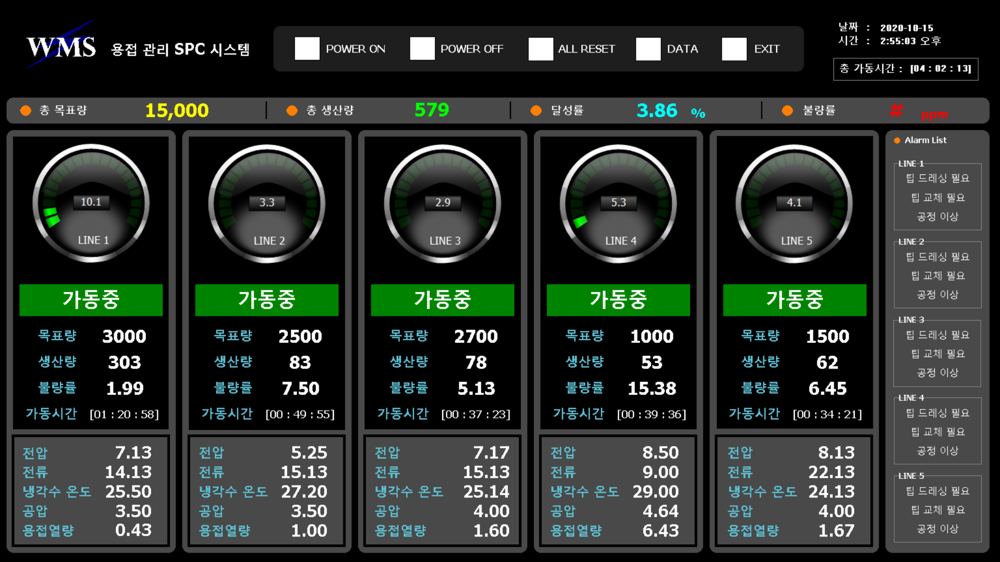 WMS 용접 관리 SPC 시스템
POWER ON POWER OFF ALL RESET DATA EXIT
날짜 : 2020-10-15
시간 : 2:55:03 오후
총 가동시간 : [04 : 02 : 13]
총 목표량 15,000 총 생산량 579 달성률 3.86 % 불량률 # ppm
10.1
LINE 1
가동중
목표량 3000
생산량 303
불량률 1.99
가동시간 [01 : 20 : 58]
전압 7.13
전류 14.13
냉각수 온도 25.50
공압 3.50
용접열량 0.43
3.3
LINE 2
가동중
목표량 2500
생산량 83
불량률 7.50
가동시간 [00 : 49 : 55]
전압 5.25
전류 15.13
냉각수 온도 27.20
공압 3.50
용접열량 1.00
2.9
LINE 3
가동중
목표량 2700
생산량 78
불량률 5.13
가동시간 [00 : 37 : 23]
전압 7.17
전류 15.13
냉각수 온도 25.14
공압 4.00
용접열량 1.60
5.3
LINE 4
가동중
목표량 1000
생산량 53
불량률 15.38
가동시간 [00 : 39 : 36]
전압 8.50
전류 9.00
냉각수 온도 29.00
공압 4.64
용접열량 6.43
4.1
LINE 5
가동중
목표량 1500
생산량 62
불량률 6.45
가동시간 [00 : 34 : 21]
전압 8.13
전류 22.13
냉각수 온도 24.13
공압 4.00
용접열량 1.67
Alarm List
LINE 1
팁 드레싱 필요
팁 교체 필요
공정 이상
LINE 2
팁 드레싱 필요
팁 교체 필요
공정 이상
LINE 3
팁 드레싱 필요
팁 교체 필요
공정 이상
LINE 4
팁 드레싱 필요
팁 교체 필요
공정 이상
LINE 5
팁 드레싱 필요
팁 교체 필요
공정 이상